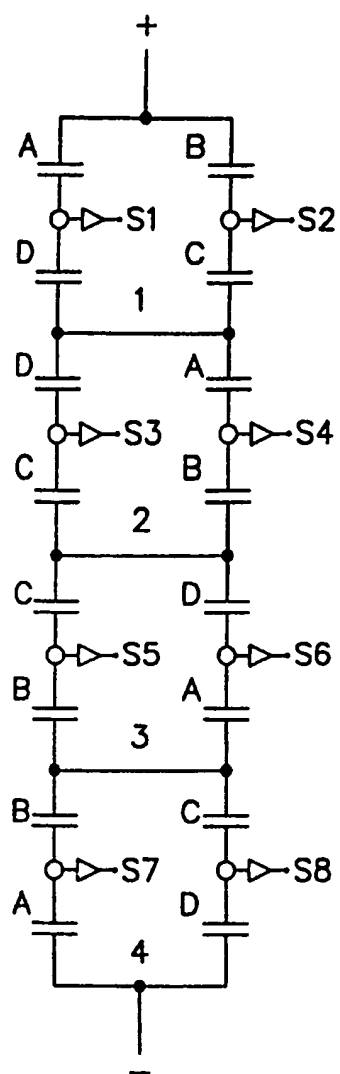 +
A B
S1 S2
D C
1
D A
S3 S4
C B
2
C D
S5 S6
B A
3
B C
S7 S8
A D
4
−